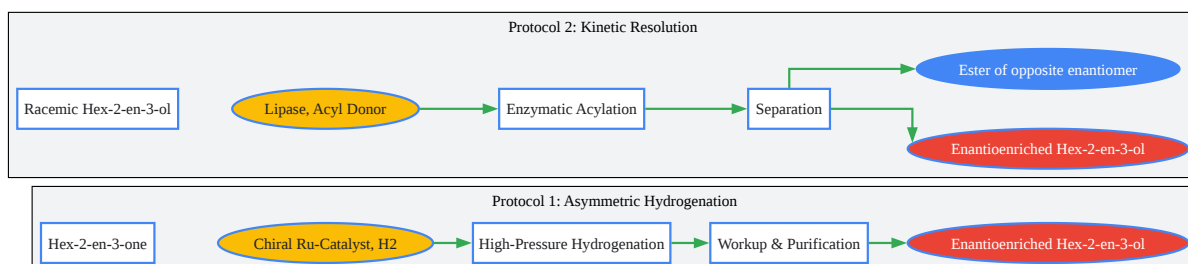 Protocol 2: Kinetic Resolution
Ester of opposite enantiomer
Racemic Hex-2-en-3-ol
Lipase, Acyl Donor
Enzymatic Acylation
Separation
Enantioenriched Hex-2-en-3-ol
Protocol 1: Asymmetric Hydrogenation
Hex-2-en-3-one
Chiral Ru-Catalyst, H2
High-Pressure Hydrogenation
Workup & Purification
Enantioenriched Hex-2-en-3-ol